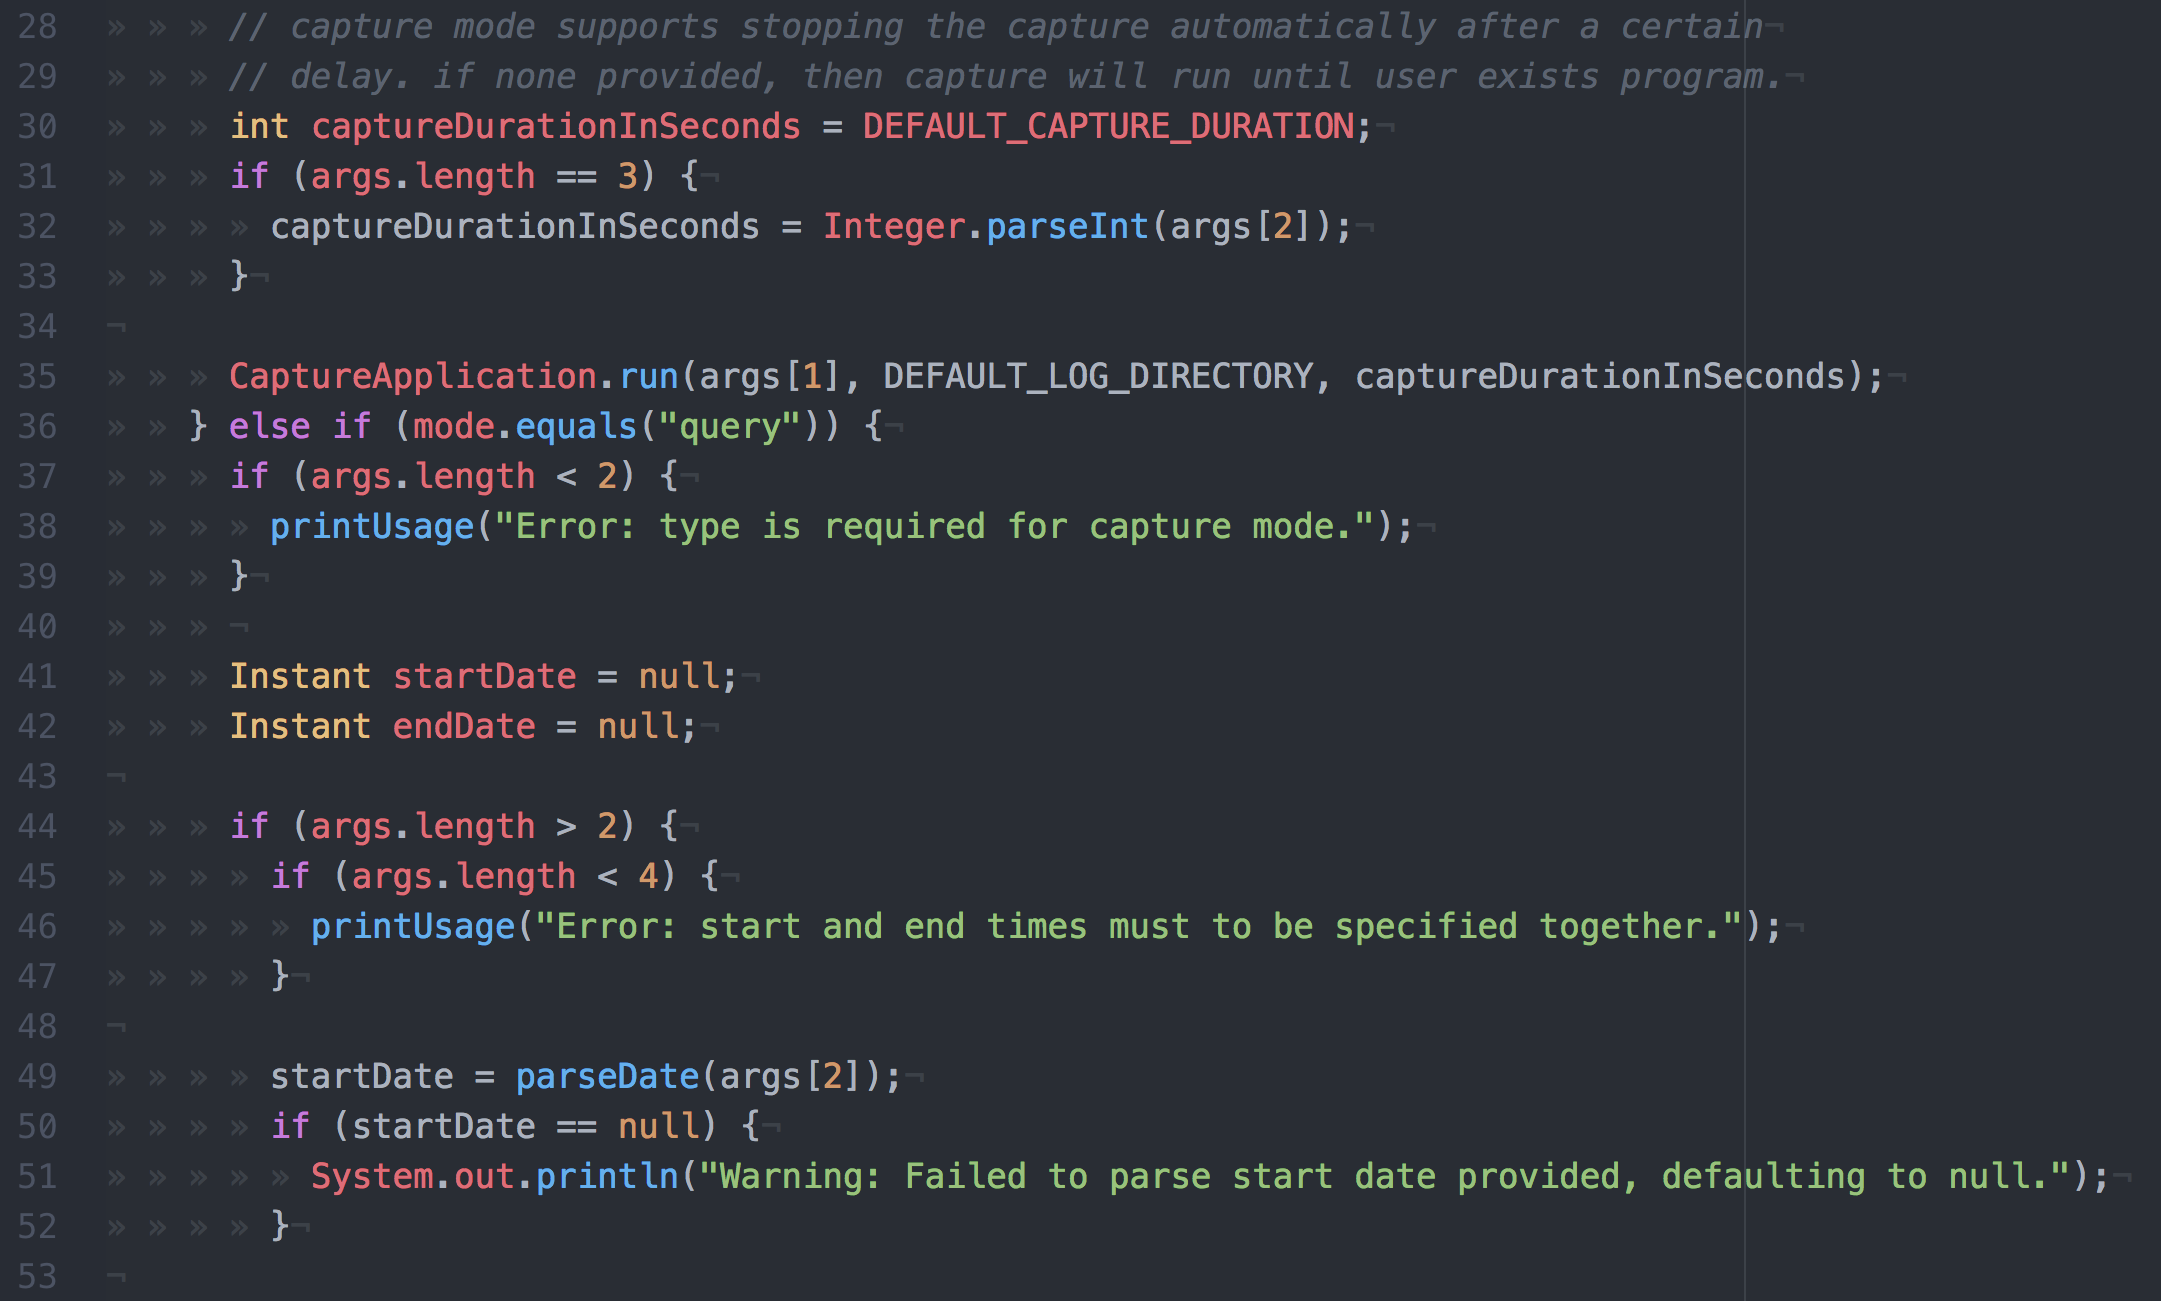 28 » » » // capture mode supports stopping the capture automatically after a certain¬
29 » » » // delay. if none provided, then capture will run until user exists program.¬
30 » » » int captureDurationInSeconds = DEFAULT_CAPTURE_DURATION;¬
31 » » » if (args.length == 3) {¬
32 » » » » captureDurationInSeconds = Integer.parseInt(args[2]);¬
33 » » » }¬
34 ¬
35 » » » CaptureApplication.run(args[1], DEFAULT_LOG_DIRECTORY, captureDurationInSeconds);¬
36 » » } else if (mode.equals("query")) {¬
37 » » » if (args.length < 2) {¬
38 » » » » printUsage("Error: type is required for capture mode.");¬
39 » » » }¬
40 » » » ¬
41 » » » Instant startDate = null;¬
42 » » » Instant endDate = null;¬
43 ¬
44 » » » if (args.length > 2) {¬
45 » » » » if (args.length < 4) {¬
46 » » » » » printUsage("Error: start and end times must to be specified together.");¬
47 » » » » }¬
48 ¬
49 » » » » startDate = parseDate(args[2]);¬
50 » » » » if (startDate == null) {¬
51 » » » » » System.out.println("Warning: Failed to parse start date provided, defaulting to null.");¬
52 » » » » }¬
53 ¬